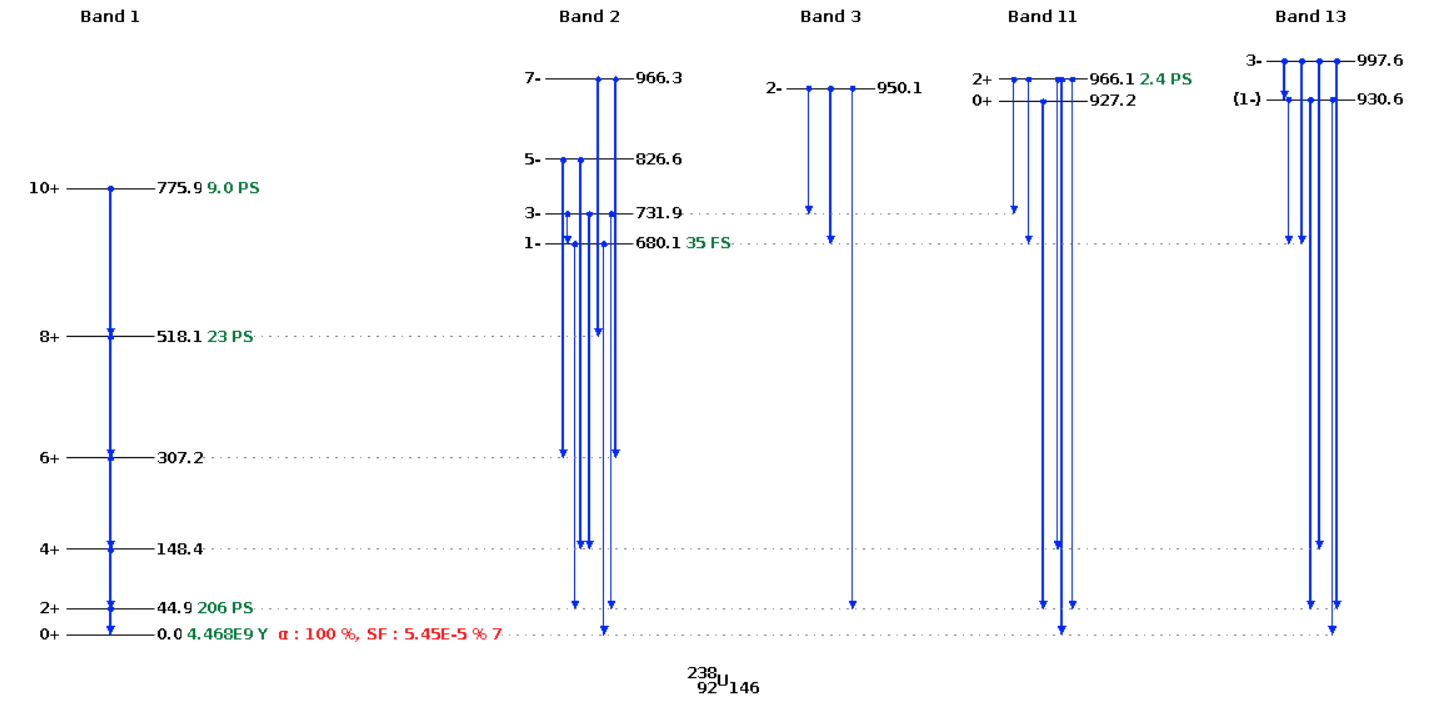 Band 1 Band 2 Band 3 Band 11 Band 13
3- 997.6
7- 966.3
2+ 966.1 2.4 PS
2- 950.1
(1-) 930.6
0+ 927.2
5- 826.6
10+ 775.9 9.0 PS
3- 731.9
1- 680.1 35 FS
8+ 518.1 23 PS
6+ 307.2
4+ 148.4
2+ 44.9 206 PS
0+ 0.0 4.468E9 Y α : 100 %, SF : 5.45E-5 % 7
238
92 U 146